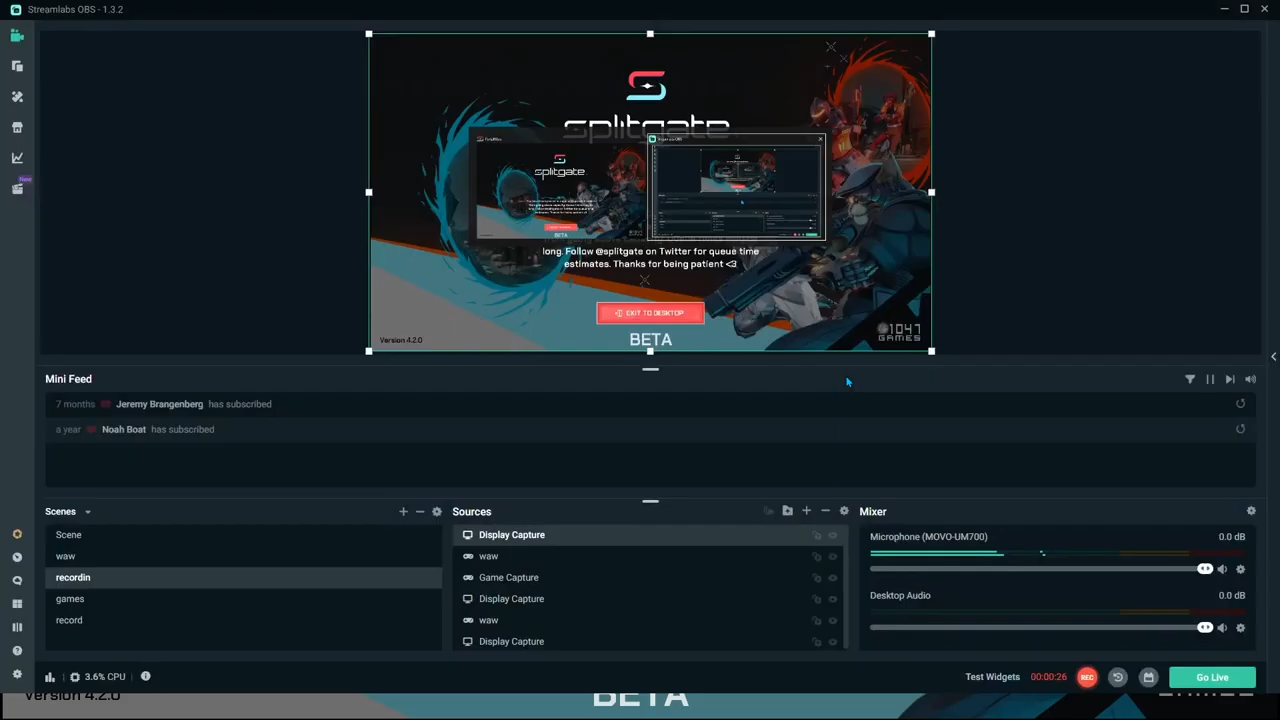 Streamlabs OBS - 1.3.2
New
splitgate
splitgate
long. Follow @splitgate on Twitter for queue time
estimates. Thanks for being patient <3
EXIT TO DESKTOP
Version 4.2.0
BETA
1047
GAMES
Mini Feed
7 months Jeremy Brangenberg has subscribed
a year Noah Boat has subscribed
Scenes
Scene
waw
recordin
games
record
Sources
Display Capture
waw
Game Capture
Display Capture
waw
Display Capture
Mixer
Microphone (MOVO-UM700) 0.0 dB
Desktop Audio 0.0 dB
3.6% CPU
Test Widgets 00:00:26 REC Go Live
Version 4.2.0
BETA